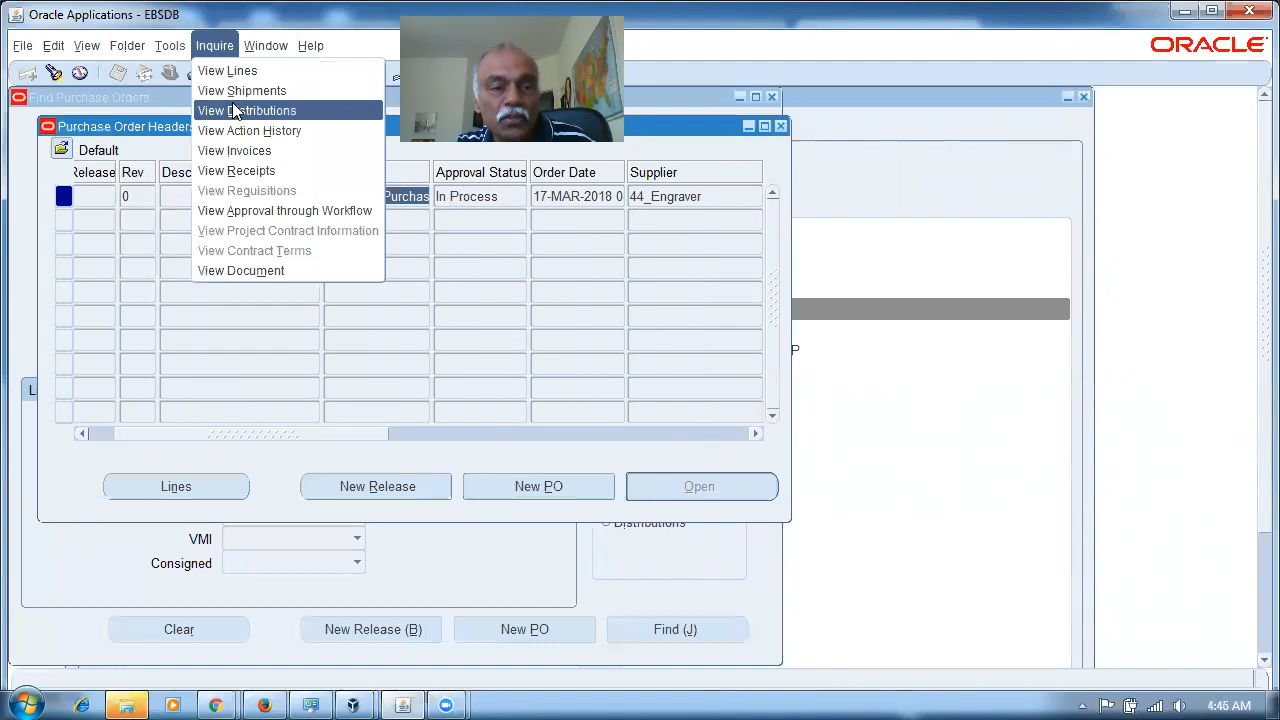 Oracle Applications - EBSDB
File Edit View Folder Tools Inquire Window Help
ORACLE
View Lines
View Shipments
View Distributions
View Action History
View Invoices
View Receipts
View Requisitions
View Approval through Workflow
View Project Contract Information
View Contract Terms
View Document
Find Purchase Orders
Purchase Order Headers
Default
Release Rev Desc Approval Status Order Date Supplier
0 Purchas In Process 17-MAR-2018 0 44_Engraver
P
L
Lines New Release New PO Open
Distributions
VMI
Consigned
Clear New Release (B) New PO Find (J)
4:45 AM